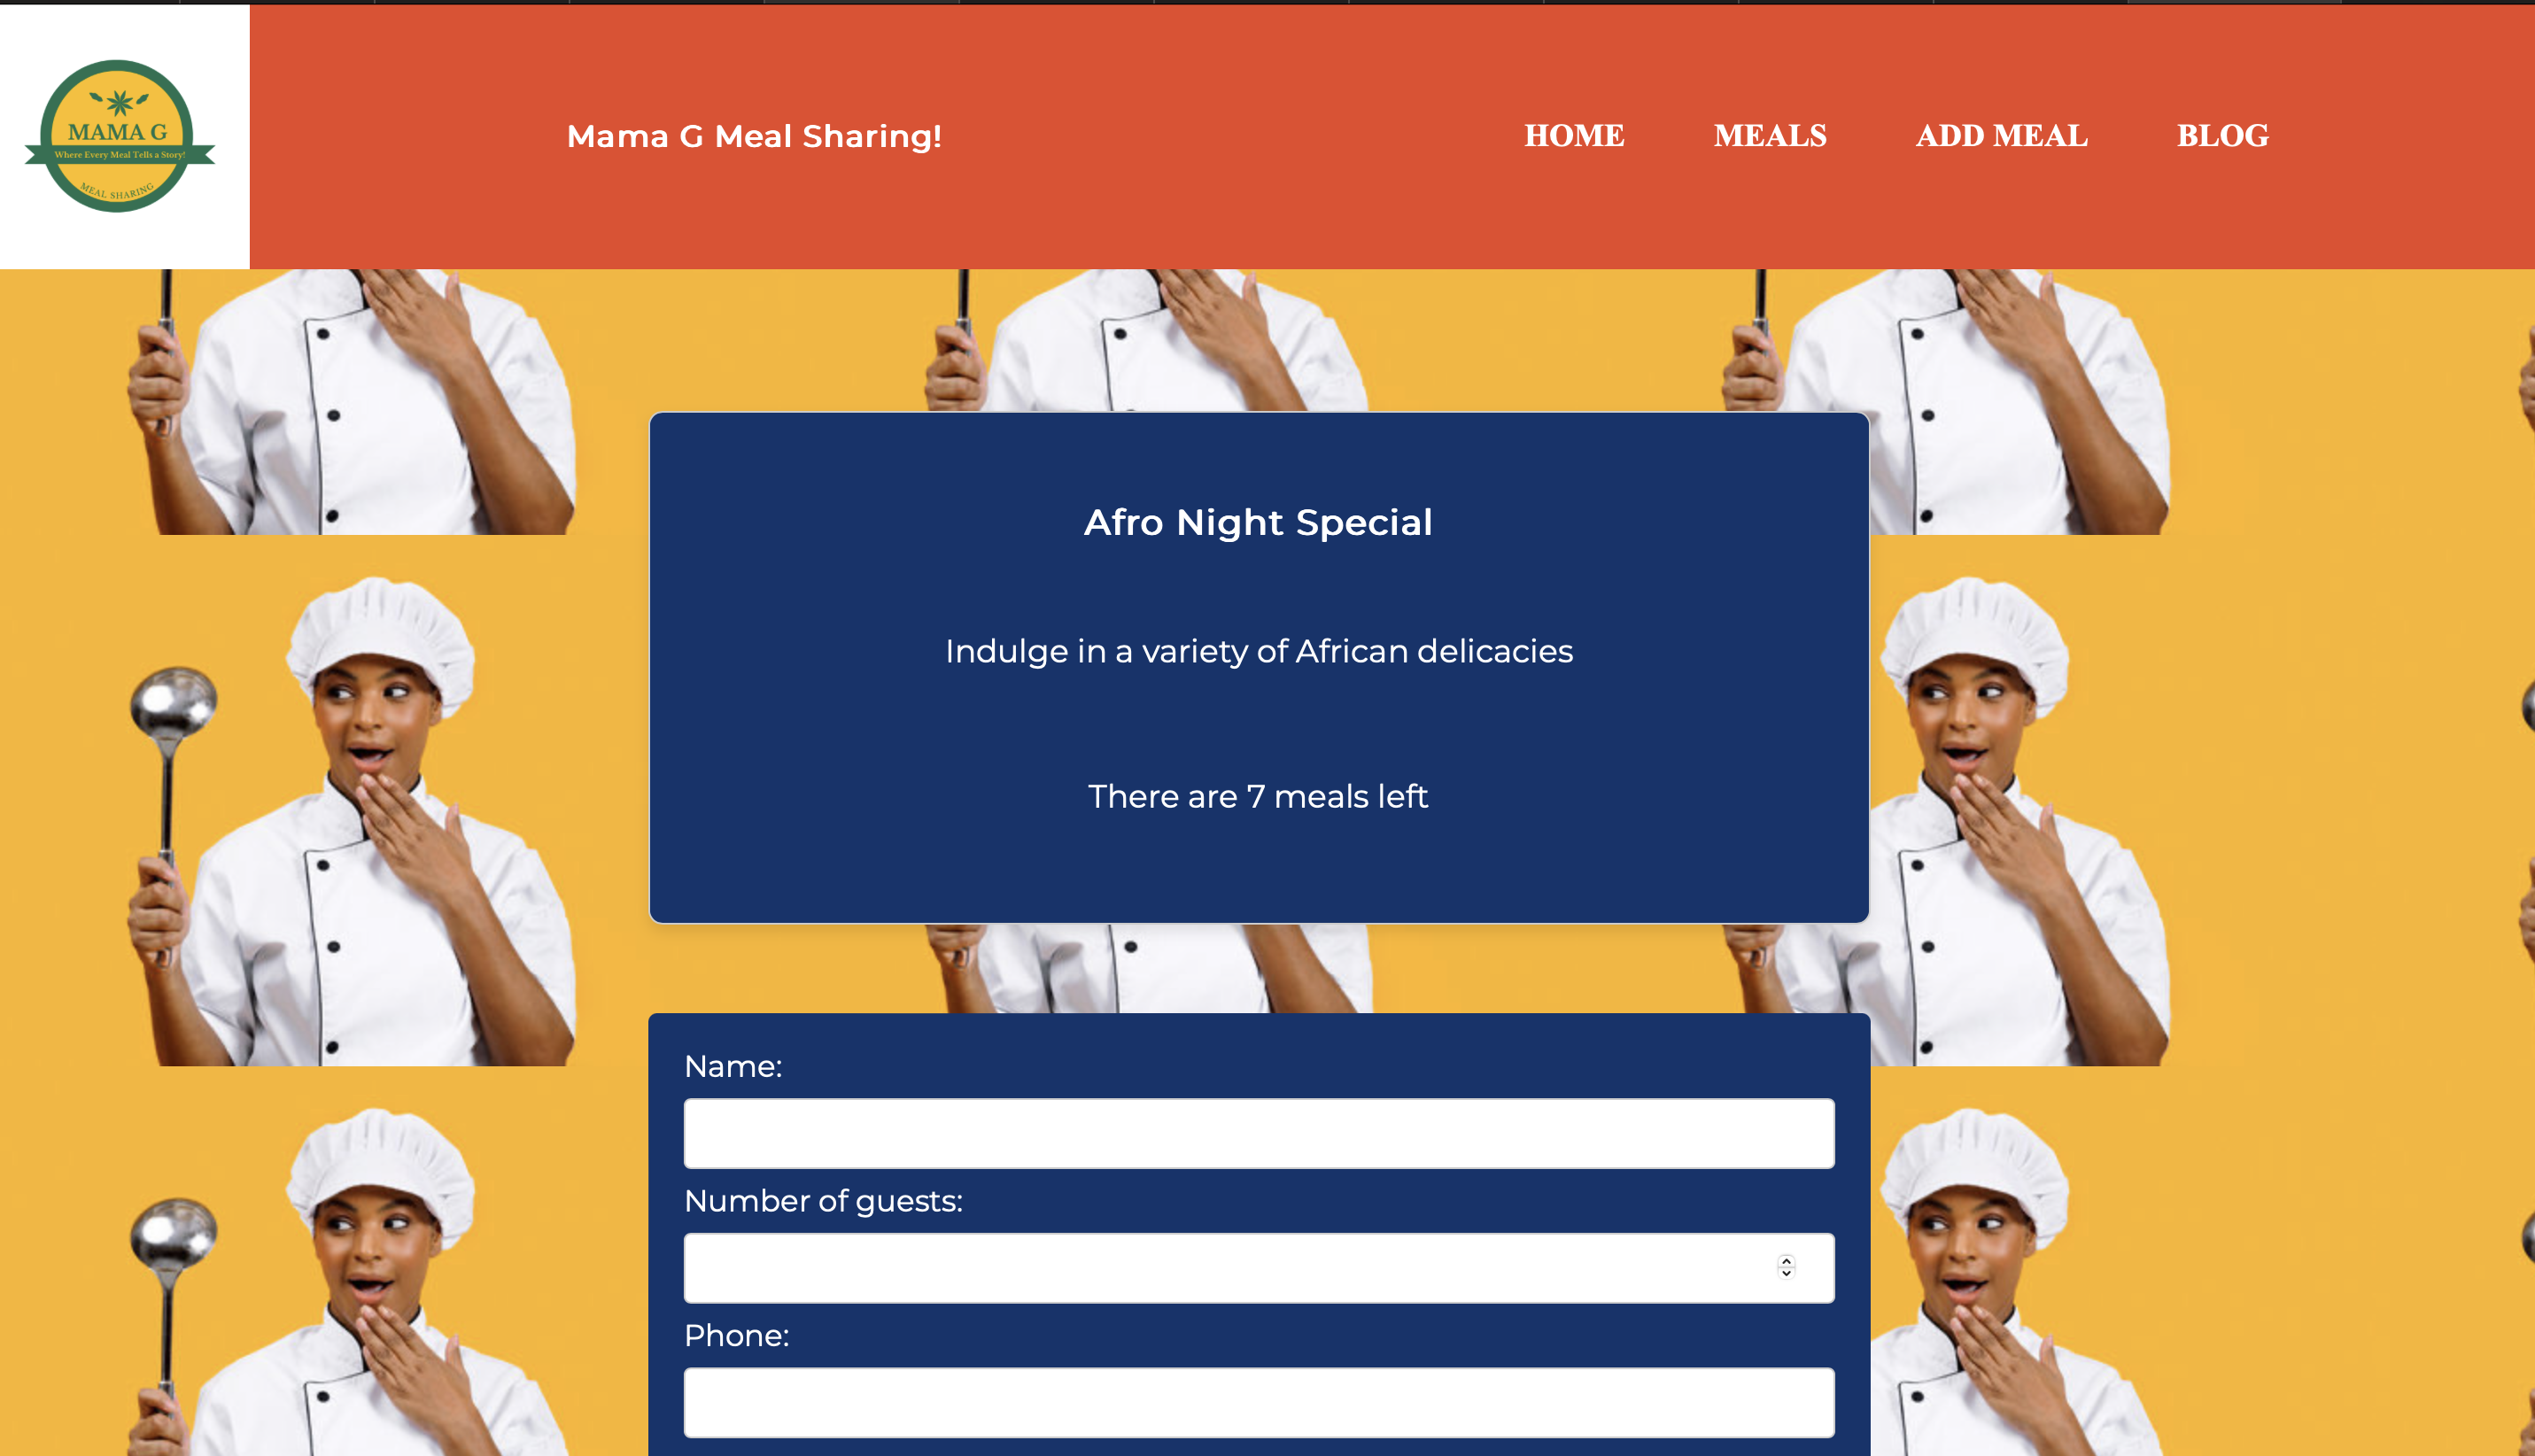 MAMA G
Where Every Meal Tells a Story!
MEAL SHARING
Mama G Meal Sharing!
HOME
MEALS
ADD MEAL
BLOG
Afro Night Special
Indulge in a variety of African delicacies
There are 7 meals left
Name:
Number of guests:
Phone: